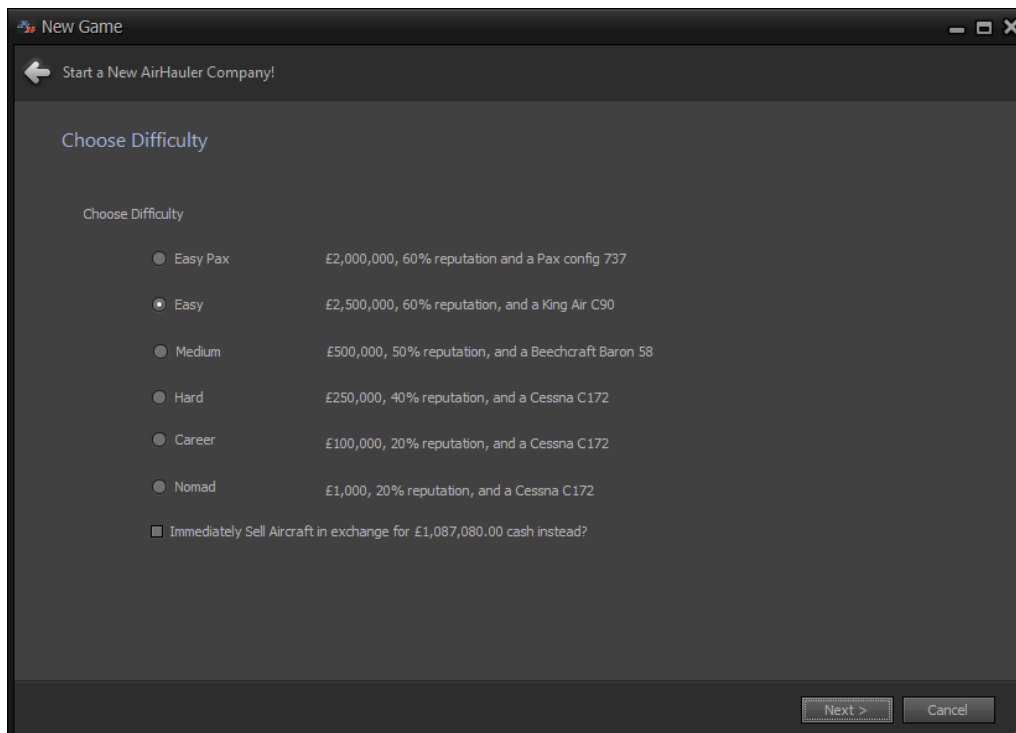 New Game
Start a New AirHauler Company!
Choose Difficulty
Choose Difficulty
Easy Pax £2,000,000, 60% reputation and a Pax config 737
Easy £2,500,000, 60% reputation, and a King Air C90
Medium £500,000, 50% reputation, and a Beechcraft Baron 58
Hard £250,000, 40% reputation, and a Cessna C172
Career £100,000, 20% reputation, and a Cessna C172
Nomad £1,000, 20% reputation, and a Cessna C172
Immediately Sell Aircraft in exchange for £1,087,080.00 cash instead?
Next > Cancel